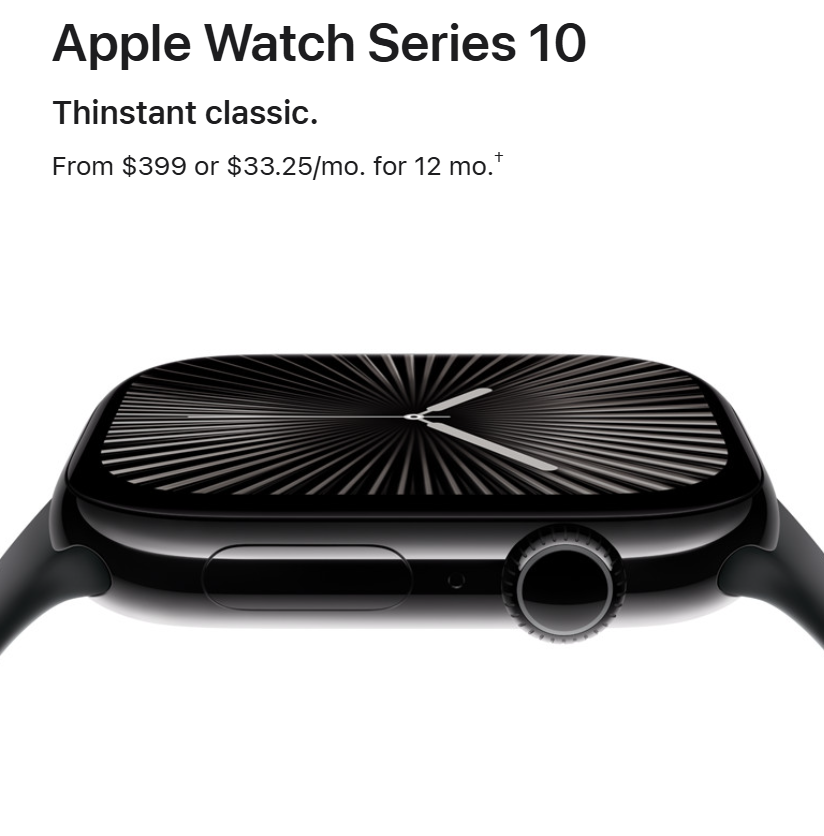 Apple Watch Series 10
Thinstant classic.
From $399 or $33.25/mo. for 12 mo.†